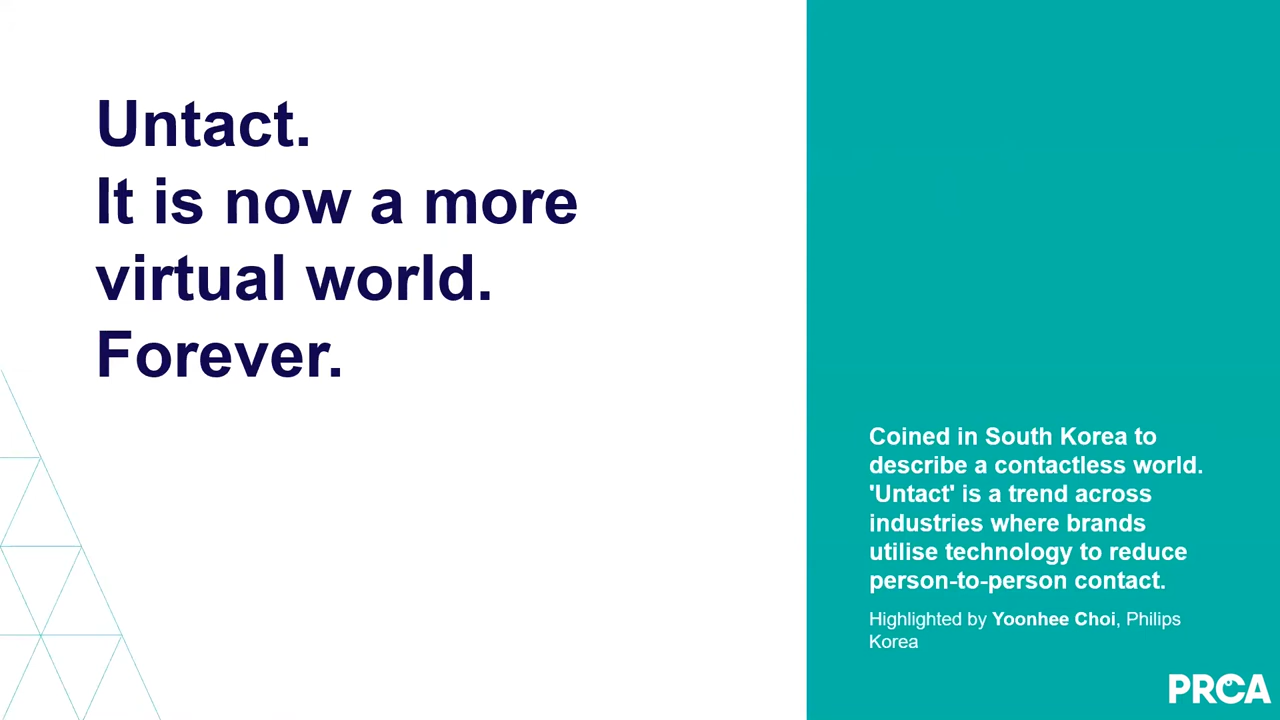 Untact.
It is now a more
virtual world.
Forever.
Coined in South Korea to
describe a contactless world.
'Untact' is a trend across
industries where brands
utilise technology to reduce
person-to-person contact.
Highlighted by Yoonhee Choi, Philips
Korea
PRCA